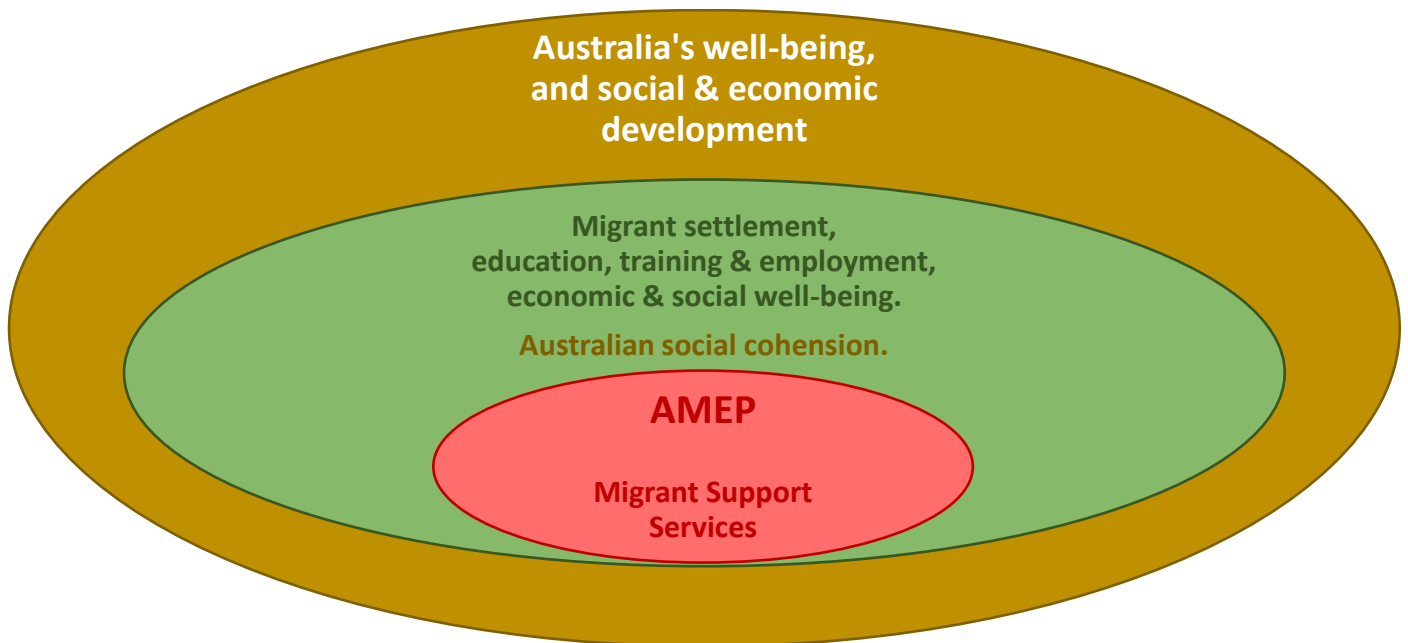 Australia's well-being,
and social & economic
development
Migrant settlement,
education, training & employment,
economic & social well-being.
Australian social cohension.
AMEP
Migrant Support
Services